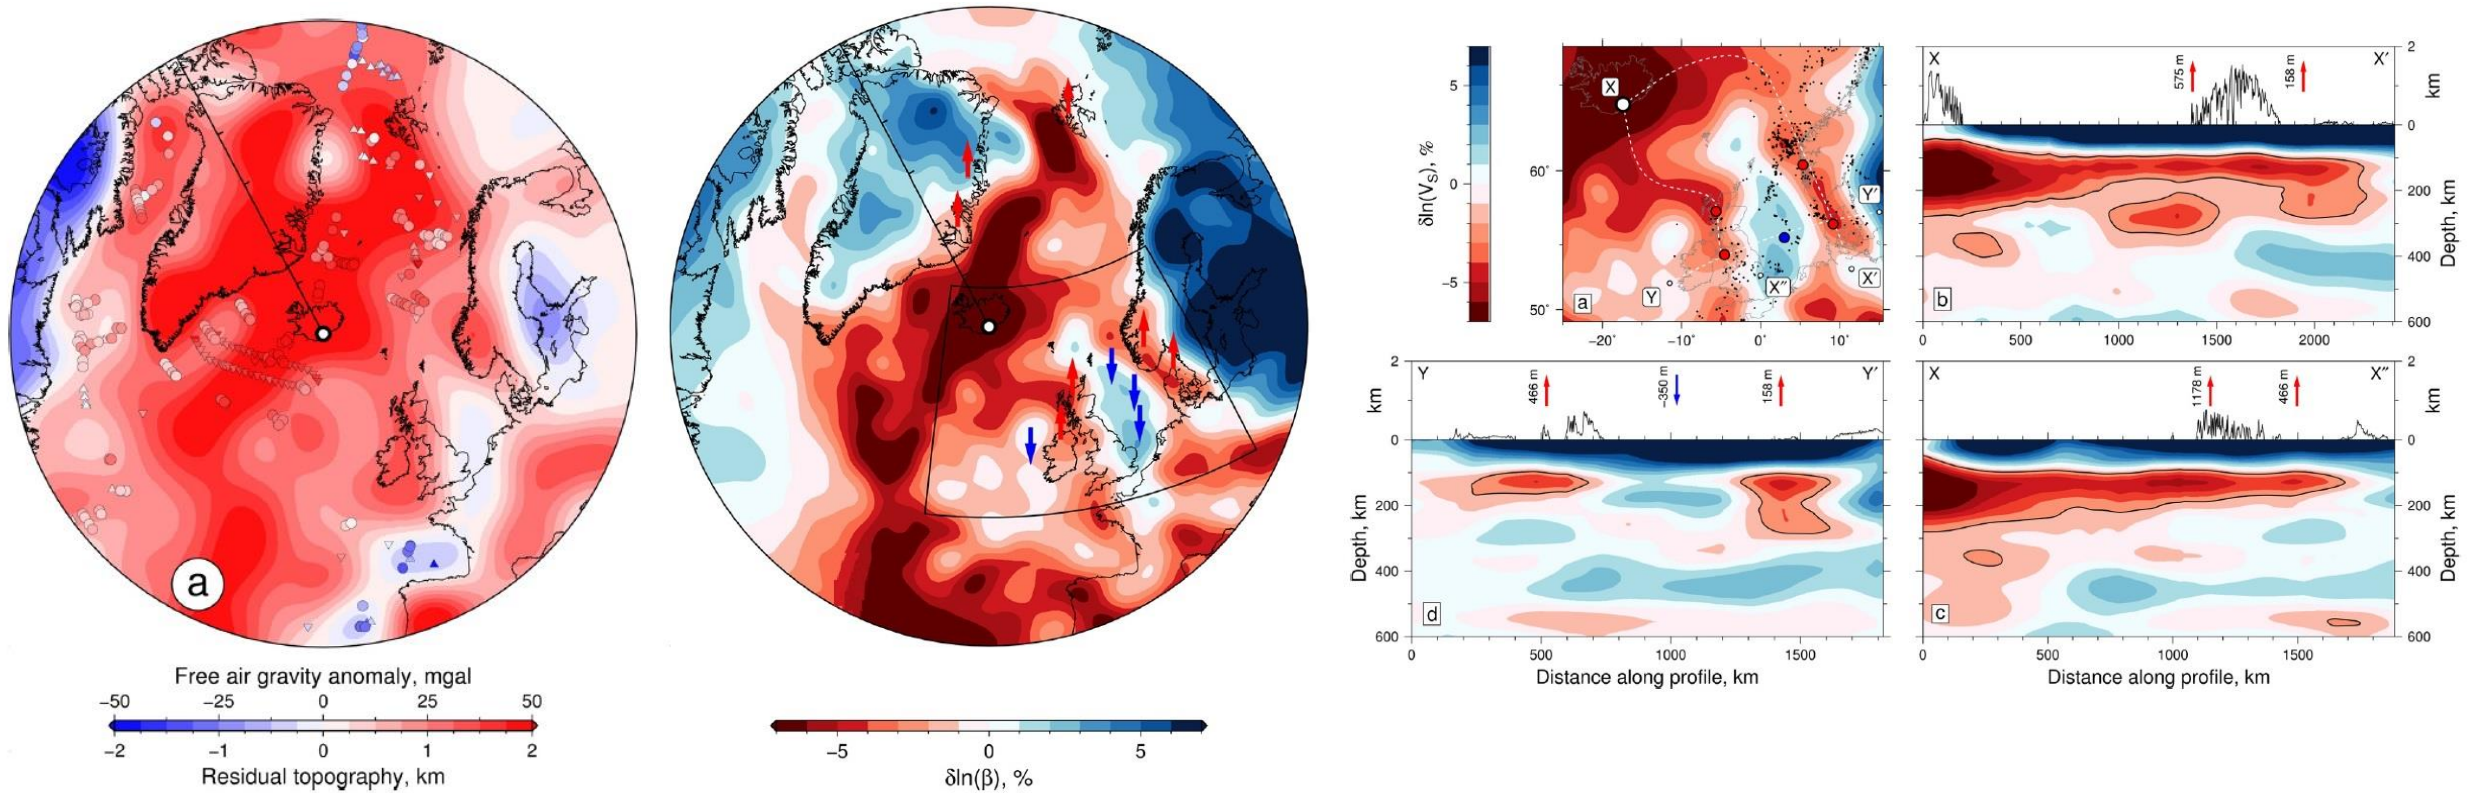 a
Free air gravity anomaly, mgal
−50 −25 0 25 50
−2 −1 0 1 2
Residual topography, km
−5 0 5
δln(β), %
5
0
−5
δln(VS), %
60°
50°
−20° −10° 0° 10°
X
Y
X″
X′
Y′
a
X X′
575 m
158 m
2
0
km
0
200
400
600
Depth, km
b
0 500 1000 1500 2000
Y Y′
466 m
−350 m
158 m
2
0
km
0
200
400
600
Depth, km
d
0 500 1000 1500
Distance along profile, km
X X″
1178 m
466 m
2
0
km
0
200
400
600
Depth, km
c
0 500 1000 1500
Distance along profile, km